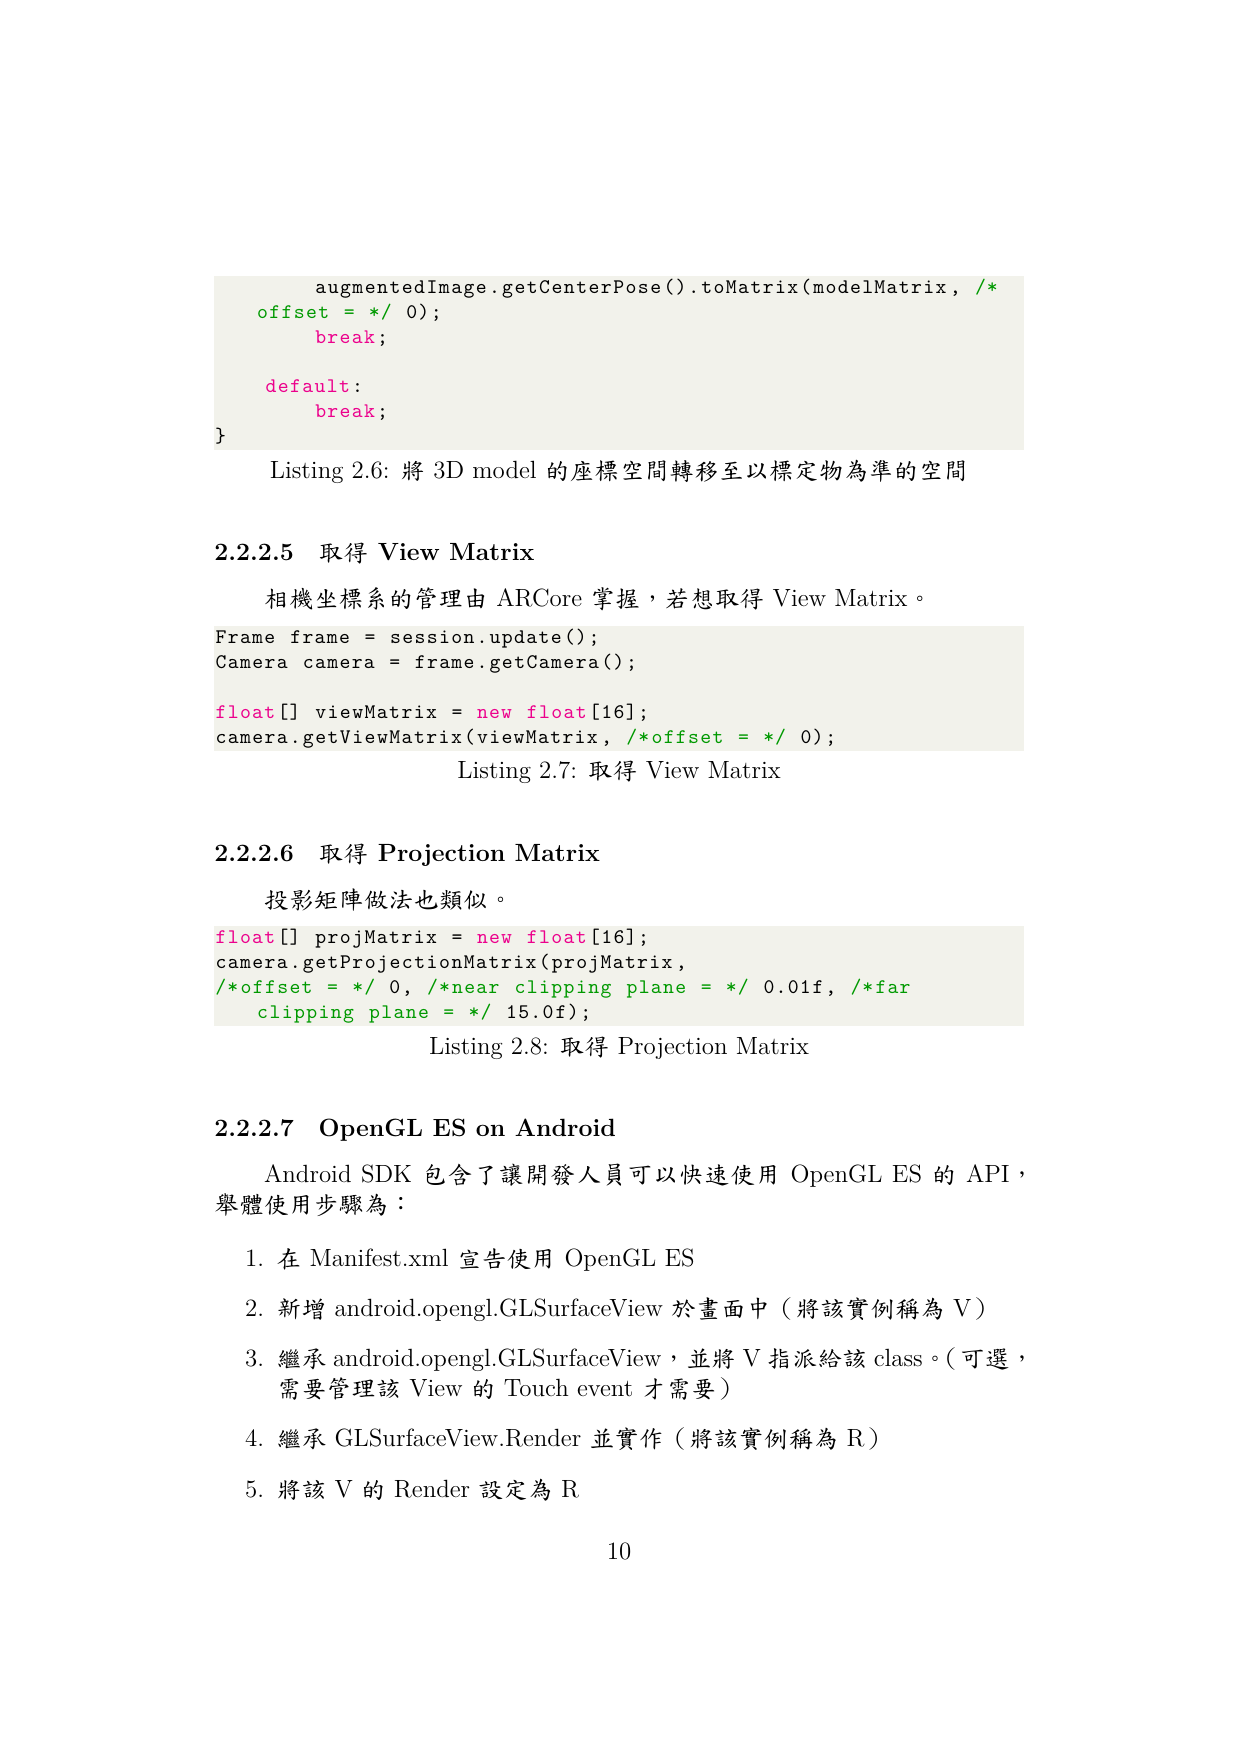 augmentedImage.getCenterPose().toMatrix(modelMatrix, /*
offset = */ 0);
break;
default:
break;
}
Listing 2.6: 將 3D model 的座標空間轉移至以標定物為準的空間
2.2.2.5 取得 View Matrix
相機坐標系的管理由 ARCore 掌握，若想取得 View Matrix。
Frame frame = session.update();
Camera camera = frame.getCamera();
float[] viewMatrix = new float[16];
camera.getViewMatrix(viewMatrix, /*offset = */ 0);
Listing 2.7: 取得 View Matrix
2.2.2.6 取得 Projection Matrix
投影矩陣做法也類似。
float[] projMatrix = new float[16];
camera.getProjectionMatrix(projMatrix,
/*offset = */ 0, /*near clipping plane = */ 0.01f, /*far
clipping plane = */ 15.0f);
Listing 2.8: 取得 Projection Matrix
2.2.2.7 OpenGL ES on Android
Android SDK 包含了讓開發人員可以快速使用 OpenGL ES 的 API，
舉體使用步驟為：
1. 在 Manifest.xml 宣告使用 OpenGL ES
2. 新增 android.opengl.GLSurfaceView 於畫面中（將該實例稱為 V）
3. 繼承 android.opengl.GLSurfaceView，並將 V 指派給該 class。（可選，
需要管理該 View 的 Touch event 才需要）
4. 繼承 GLSurfaceView.Render 並實作（將該實例稱為 R）
5. 將該 V 的 Render 設定為 R
10